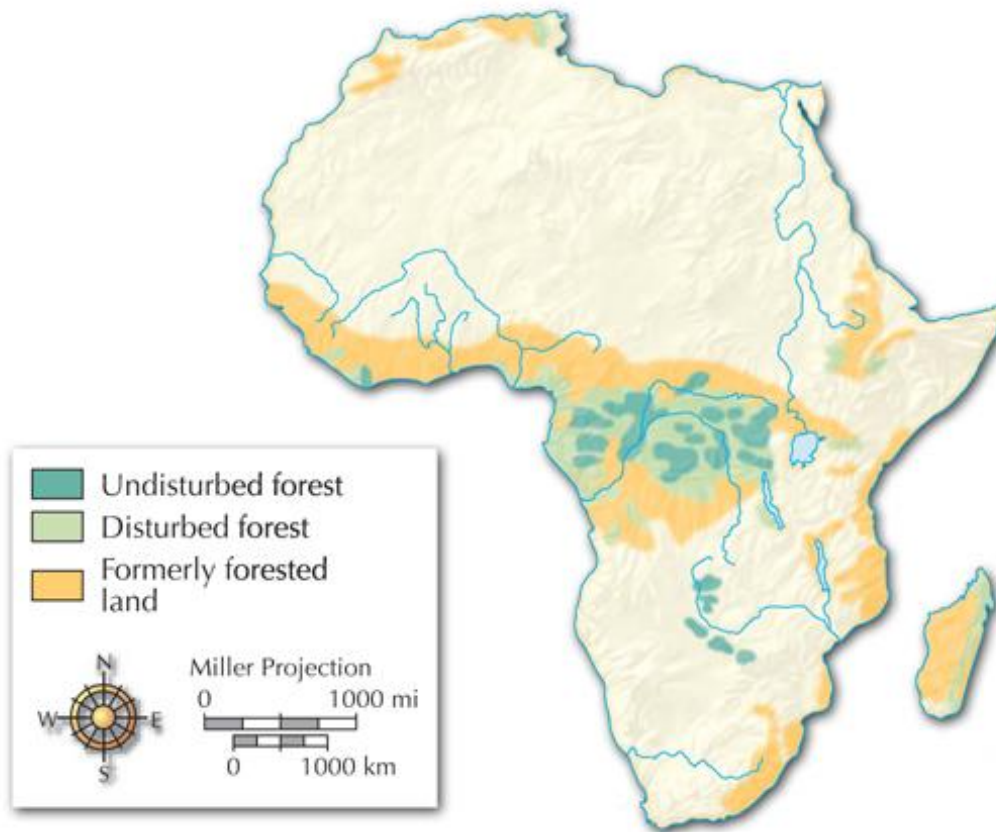 Undisturbed forest
Disturbed forest
Formerly forested
land
N
W E
S
Miller Projection
0 1000 mi
0 1000 km